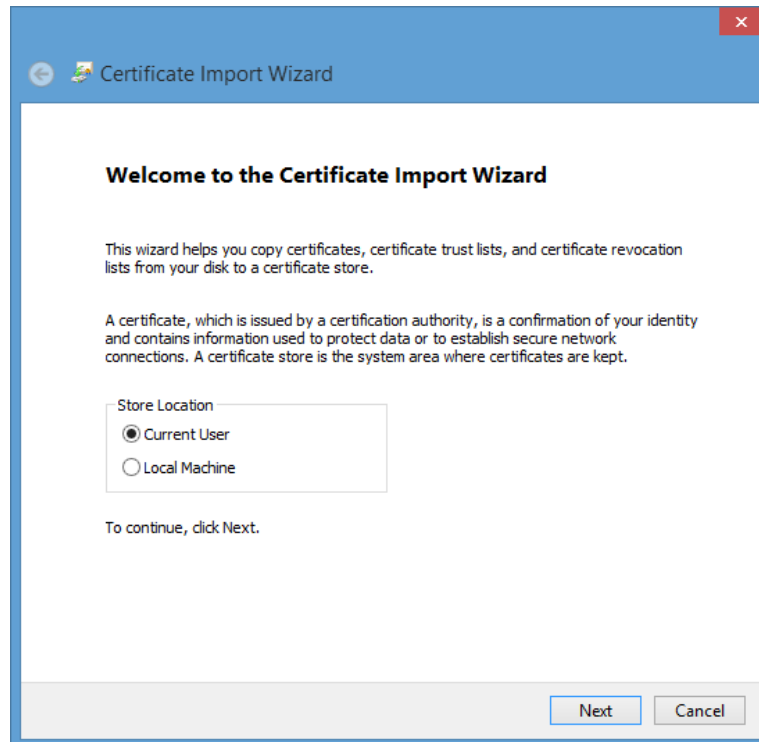 Certificate Import Wizard
Welcome to the Certificate Import Wizard
This wizard helps you copy certificates, certificate trust lists, and certificate revocation
lists from your disk to a certificate store.
A certificate, which is issued by a certification authority, is a confirmation of your identity
and contains information used to protect data or to establish secure network
connections. A certificate store is the system area where certificates are kept.
Store Location
Current User
Local Machine
To continue, click Next.
Next Cancel